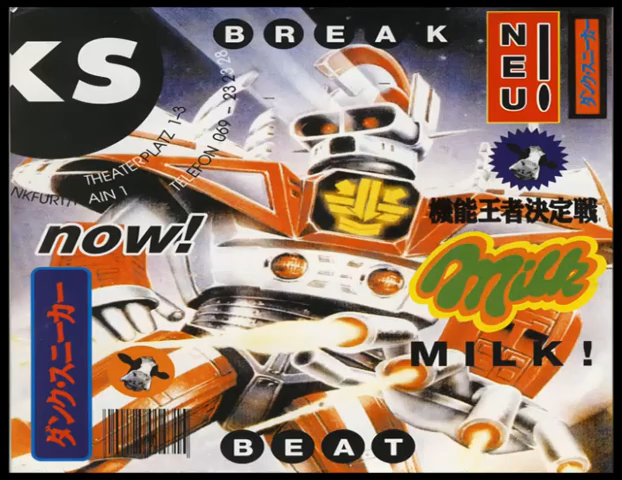 KS
BREAK
NEU!
ダンク・スニーカー
THEATERPLATZ 1-3
TELEFON 069 - 23 23 28
NKFURT/
AIN 1
機能王者決定戦
now!
milk
MILK!
ダンク・スニーカー
BEAT